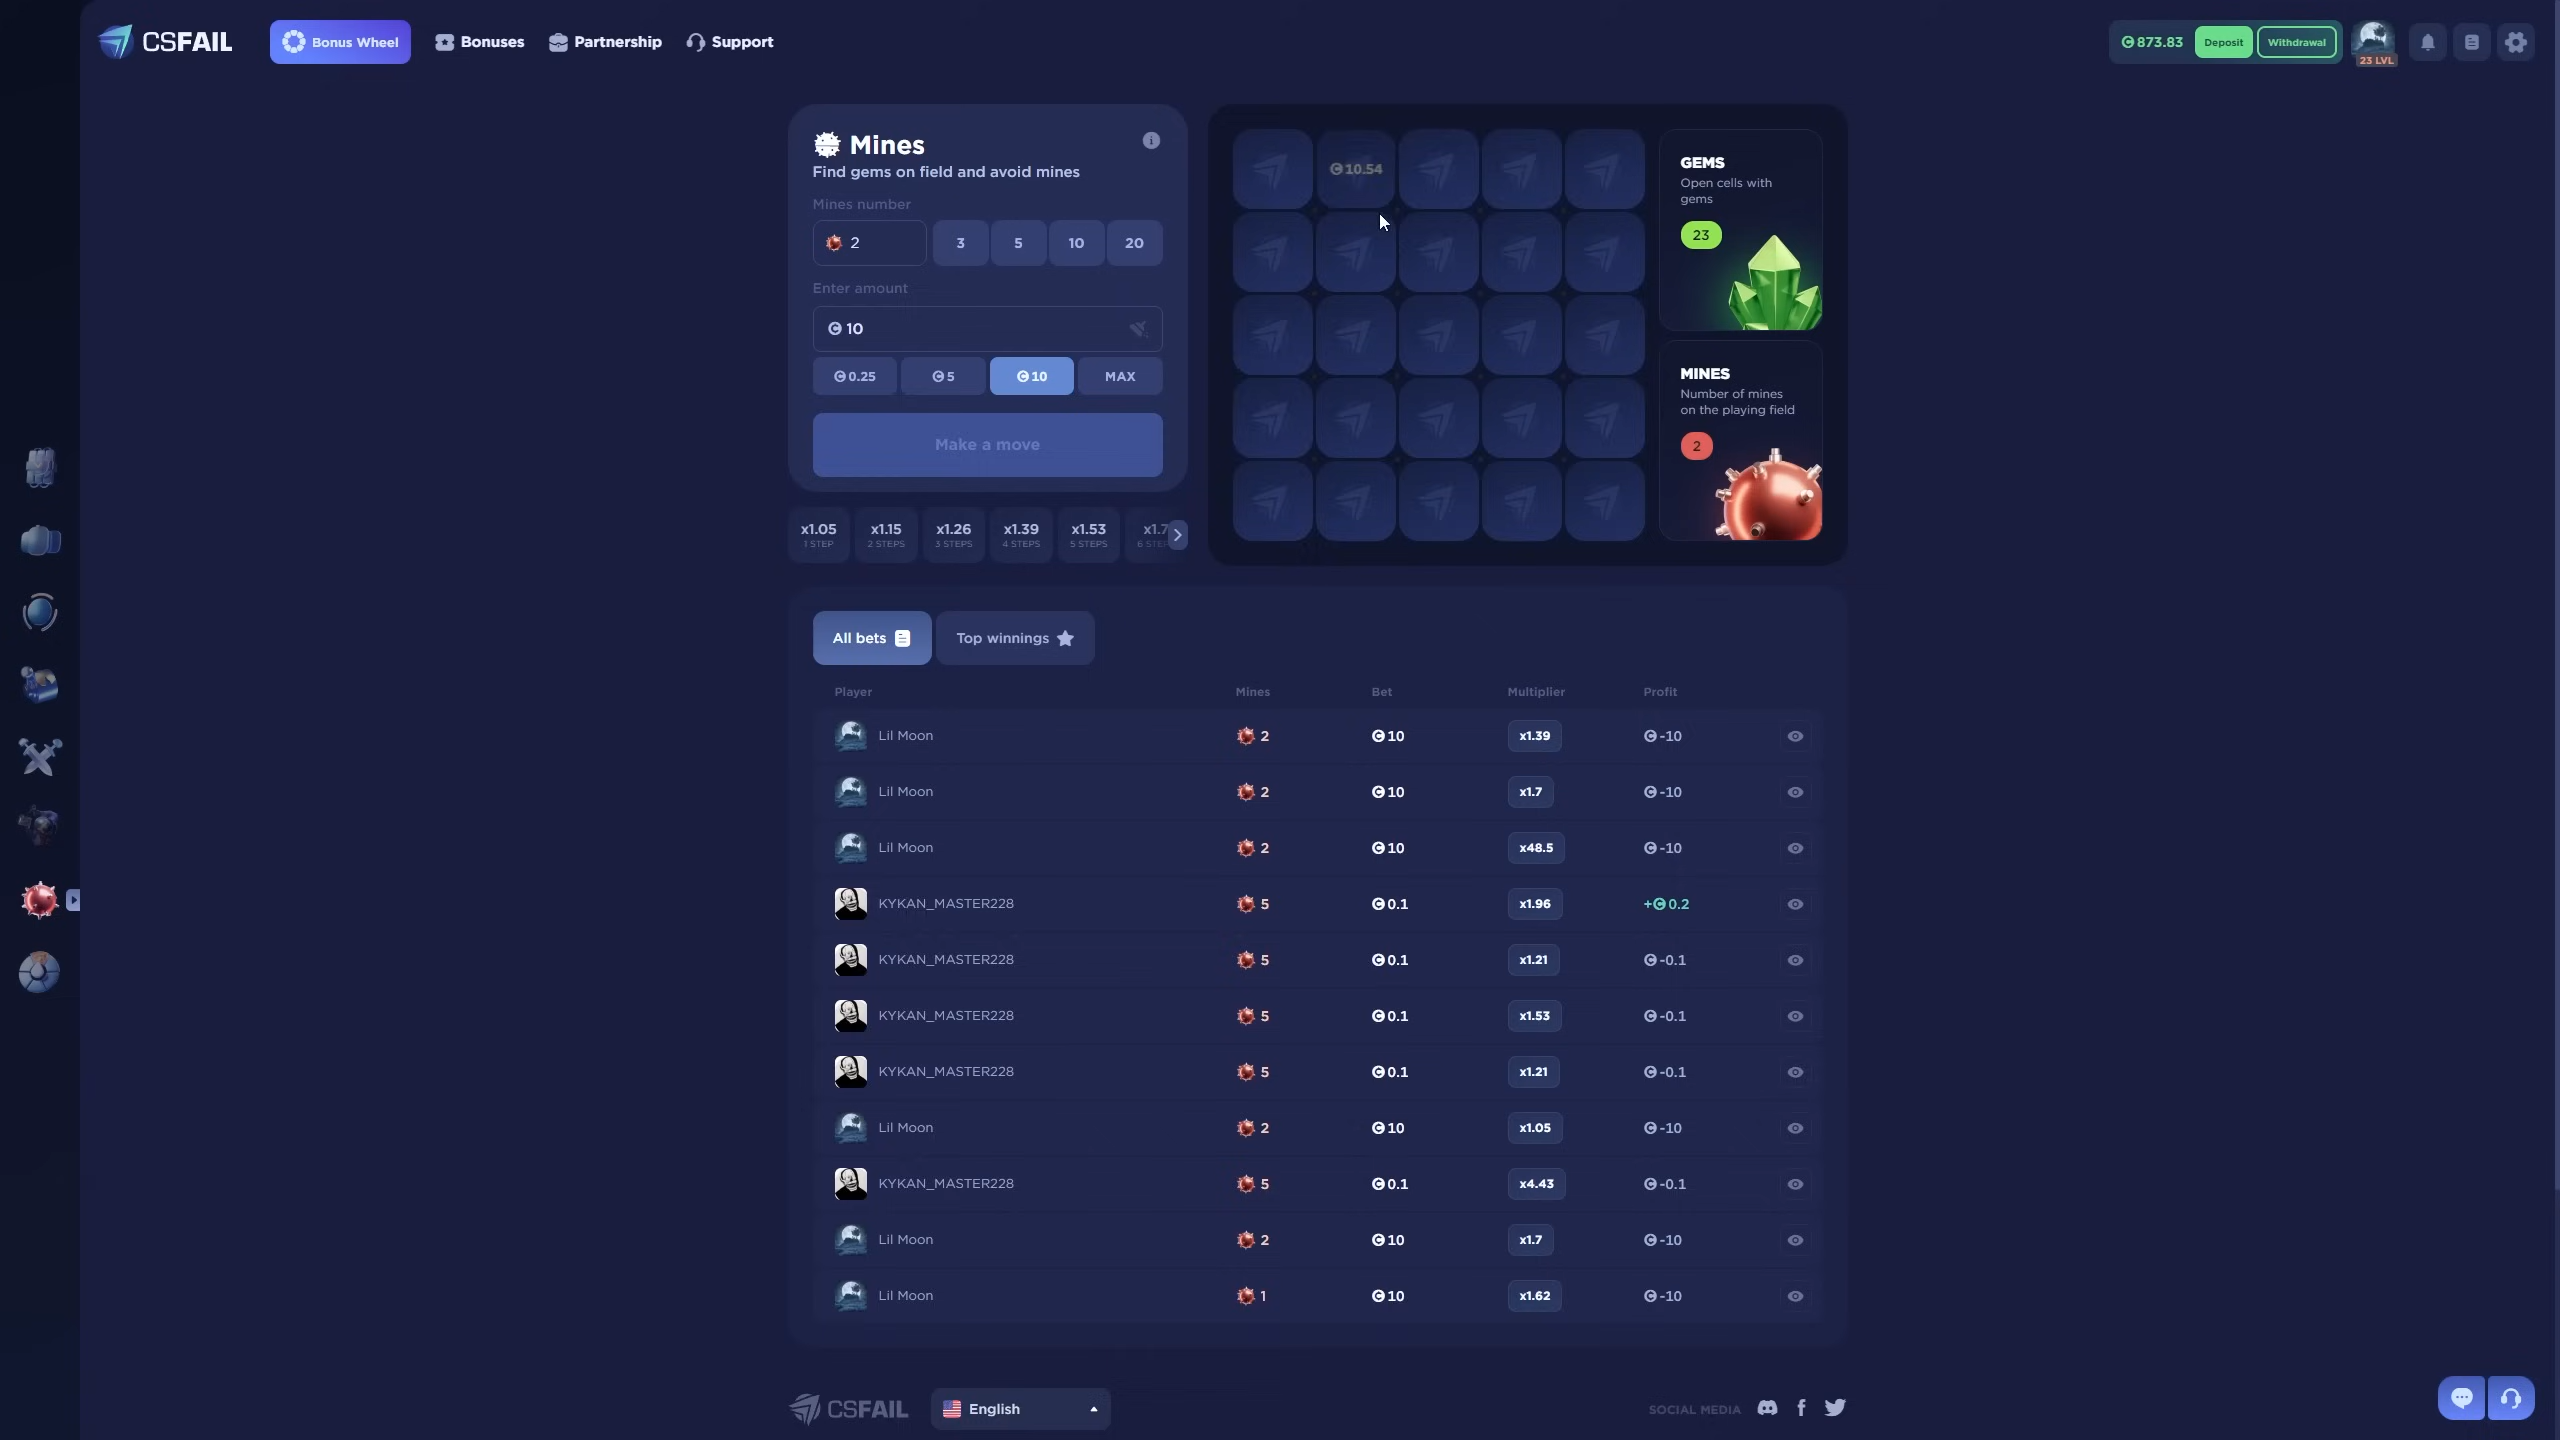 CSFAIL
Bonus Wheel
Bonuses
Partnership
Support
873.83
Deposit
Withdrawal
23 LVL
Mines
Find gems on field and avoid mines
Mines number
2
3
5
10
20
Enter amount
10
0.25
5
10
MAX
Make a move
x1.05
1 STEP
x1.15
2 STEPS
x1.26
3 STEPS
x1.39
4 STEPS
x1.53
5 STEPS
10.54
GEMS
Open cells with
gems
23
MINES
Number of mines
on the playing field
2
All bets
Top winnings
Player Mines Bet Multiplier Profit
Lil Moon 2 10 x1.39 -10
Lil Moon 2 10 x1.7 -10
Lil Moon 2 10 x48.5 -10
KYKAN_MASTER228 5 0.1 x1.96 +0.2
KYKAN_MASTER228 5 0.1 x1.21 -0.1
KYKAN_MASTER228 5 0.1 x1.53 -0.1
KYKAN_MASTER228 5 0.1 x1.21 -0.1
Lil Moon 2 10 x1.05 -10
KYKAN_MASTER228 5 0.1 x4.43 -0.1
Lil Moon 2 10 x1.7 -10
Lil Moon 1 10 x1.62 -10
CSFAIL
English
SOCIAL MEDIA